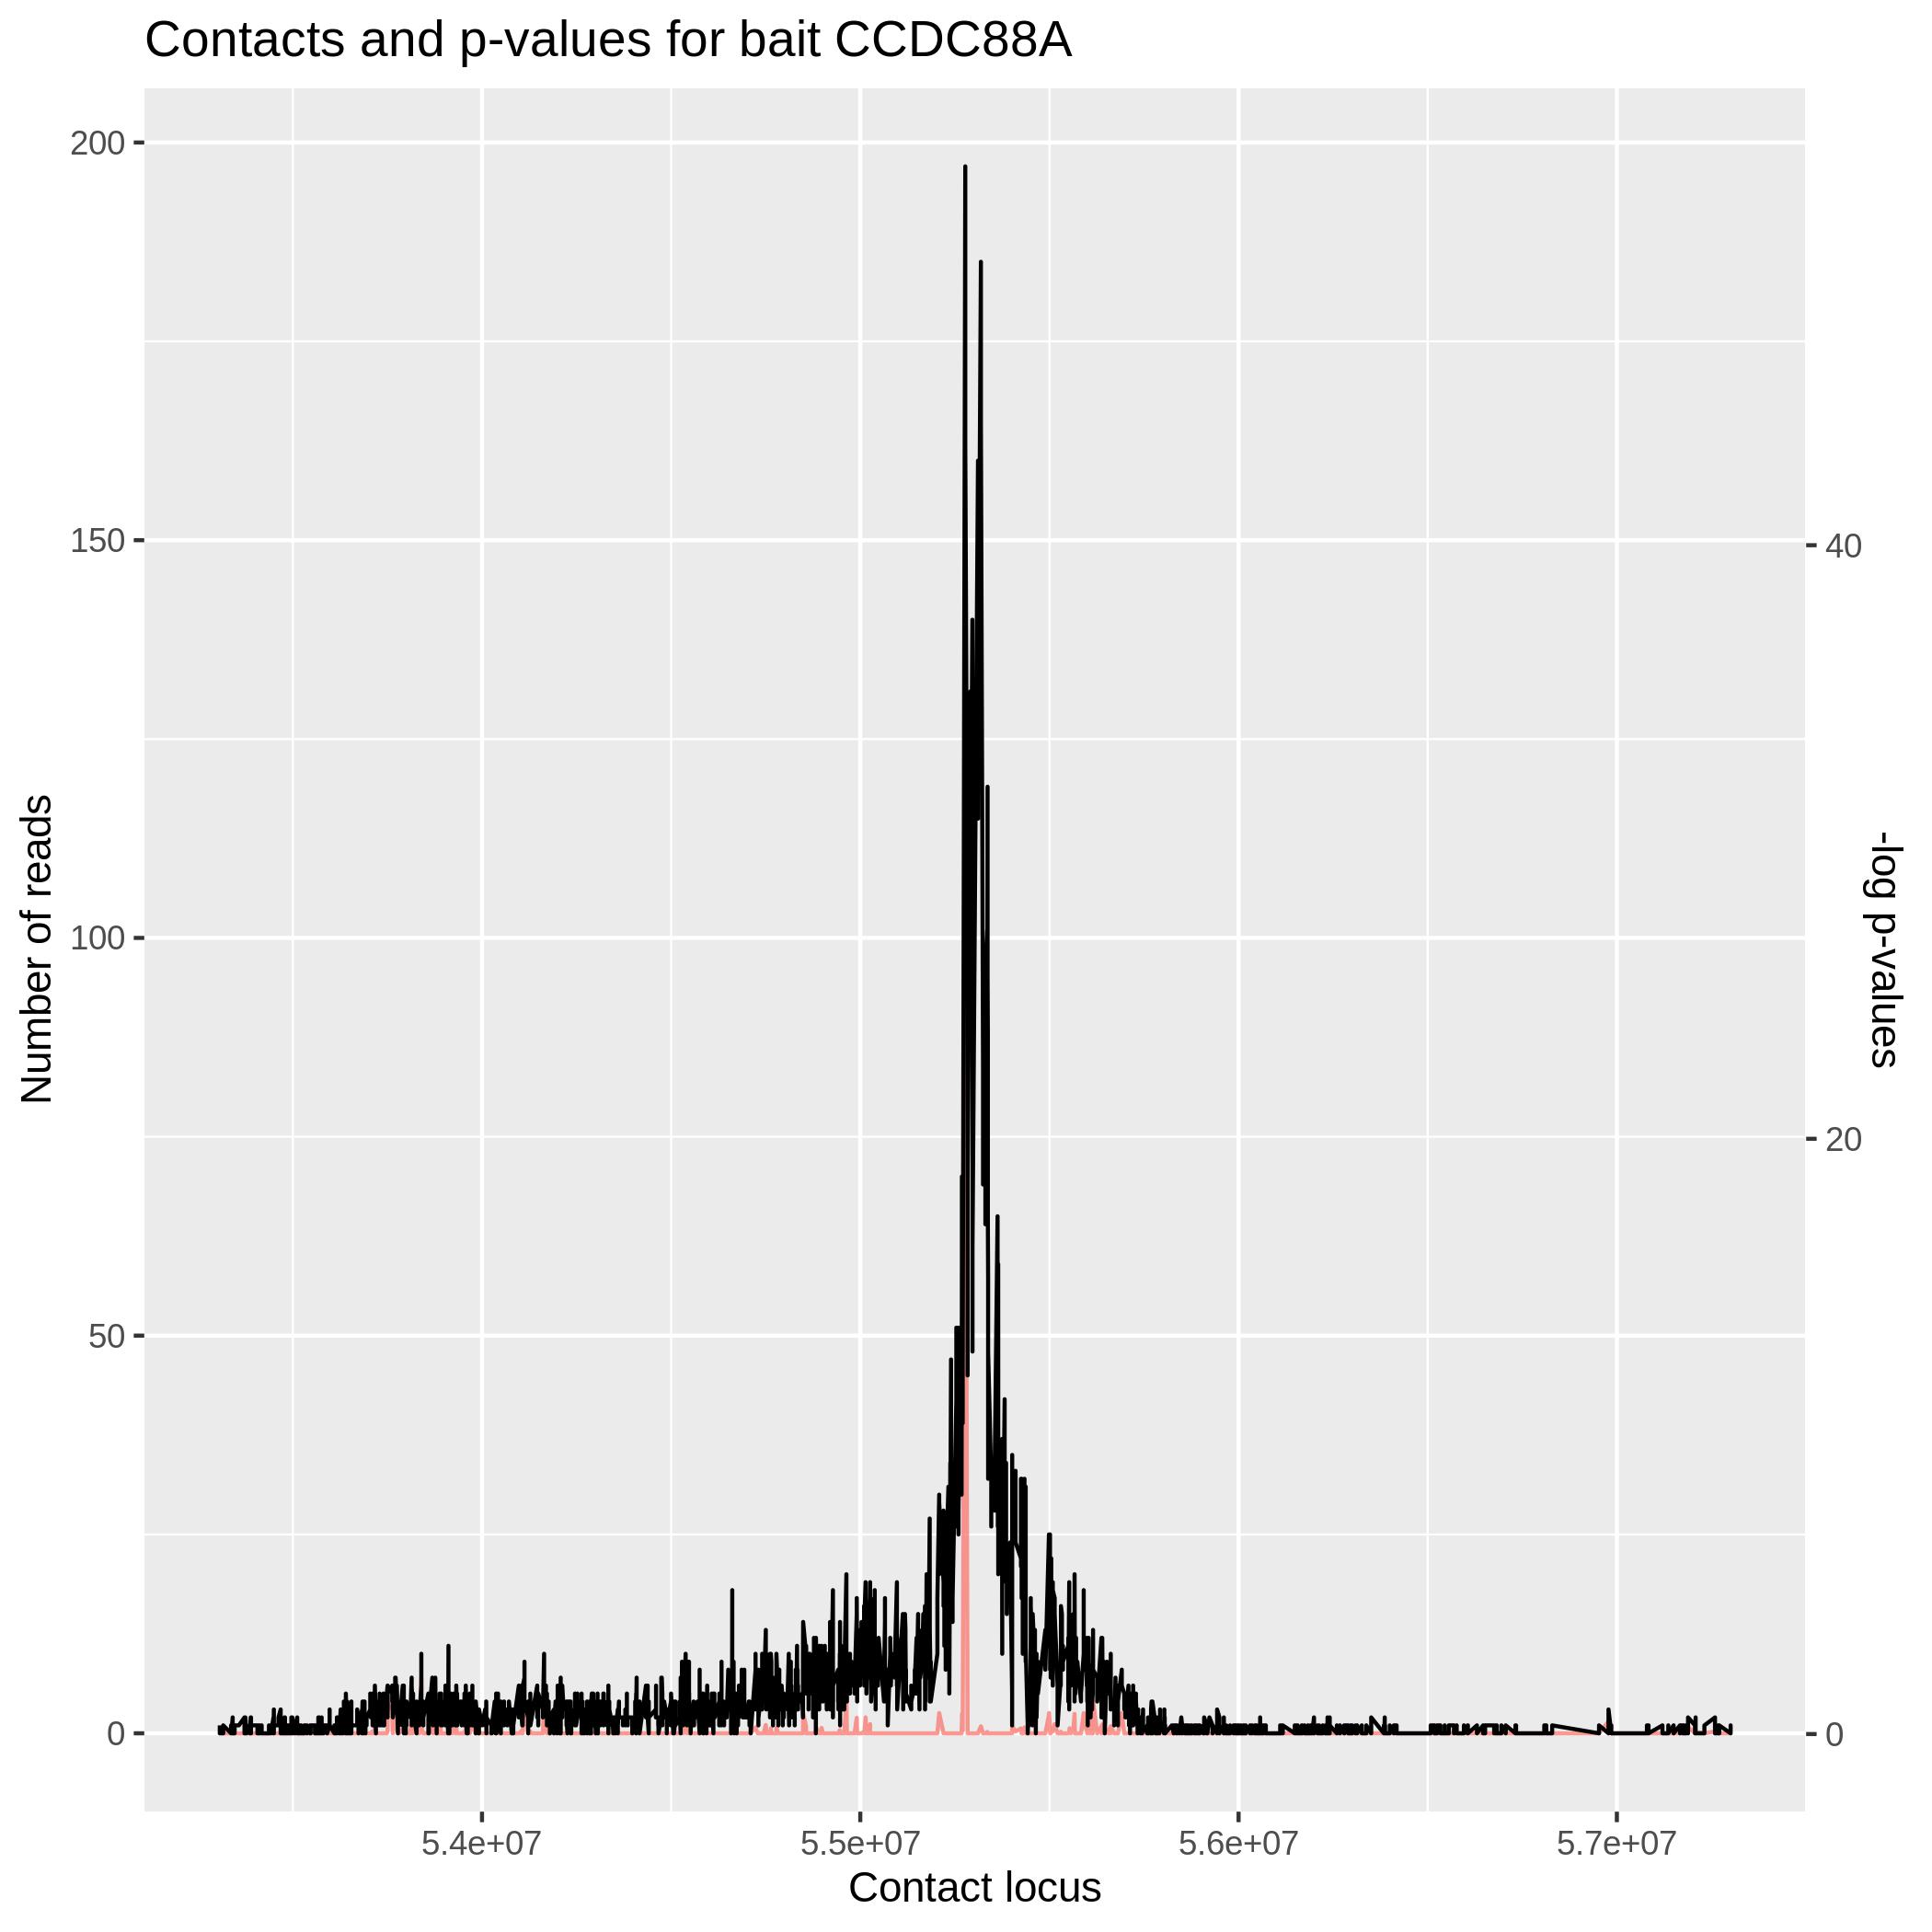 Contacts and p-values for bait CCDC88A
200
150
100
50
0
Number of reads
40
20
0
-log p-values
5.4e+07
5.5e+07
5.6e+07
5.7e+07
Contact locus